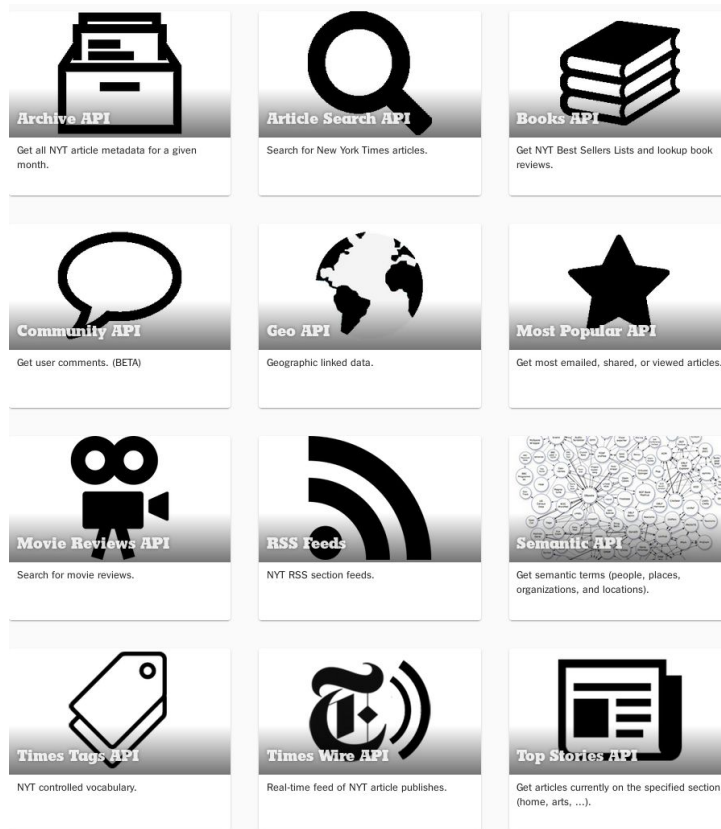 Archive API
Article Search API
Books API
Get all NYT article metadata for a given
month.
Search for New York Times articles.
Get NYT Best Sellers Lists and lookup book
reviews.
Community API
Geo API
Most Popular API
Get user comments. (BETA)
Geographic linked data.
Get most emailed, shared, or viewed articles.
Movie Reviews API
RSS Feeds
Semantic API
Search for movie reviews.
NYT RSS section feeds.
Get semantic terms (people, places,
organizations, and locations).
Times Tags API
Times Wire API
Top Stories API
NYT controlled vocabulary.
Real-time feed of NYT article publishes.
Get articles currently on the specified section
(home, arts, ...).